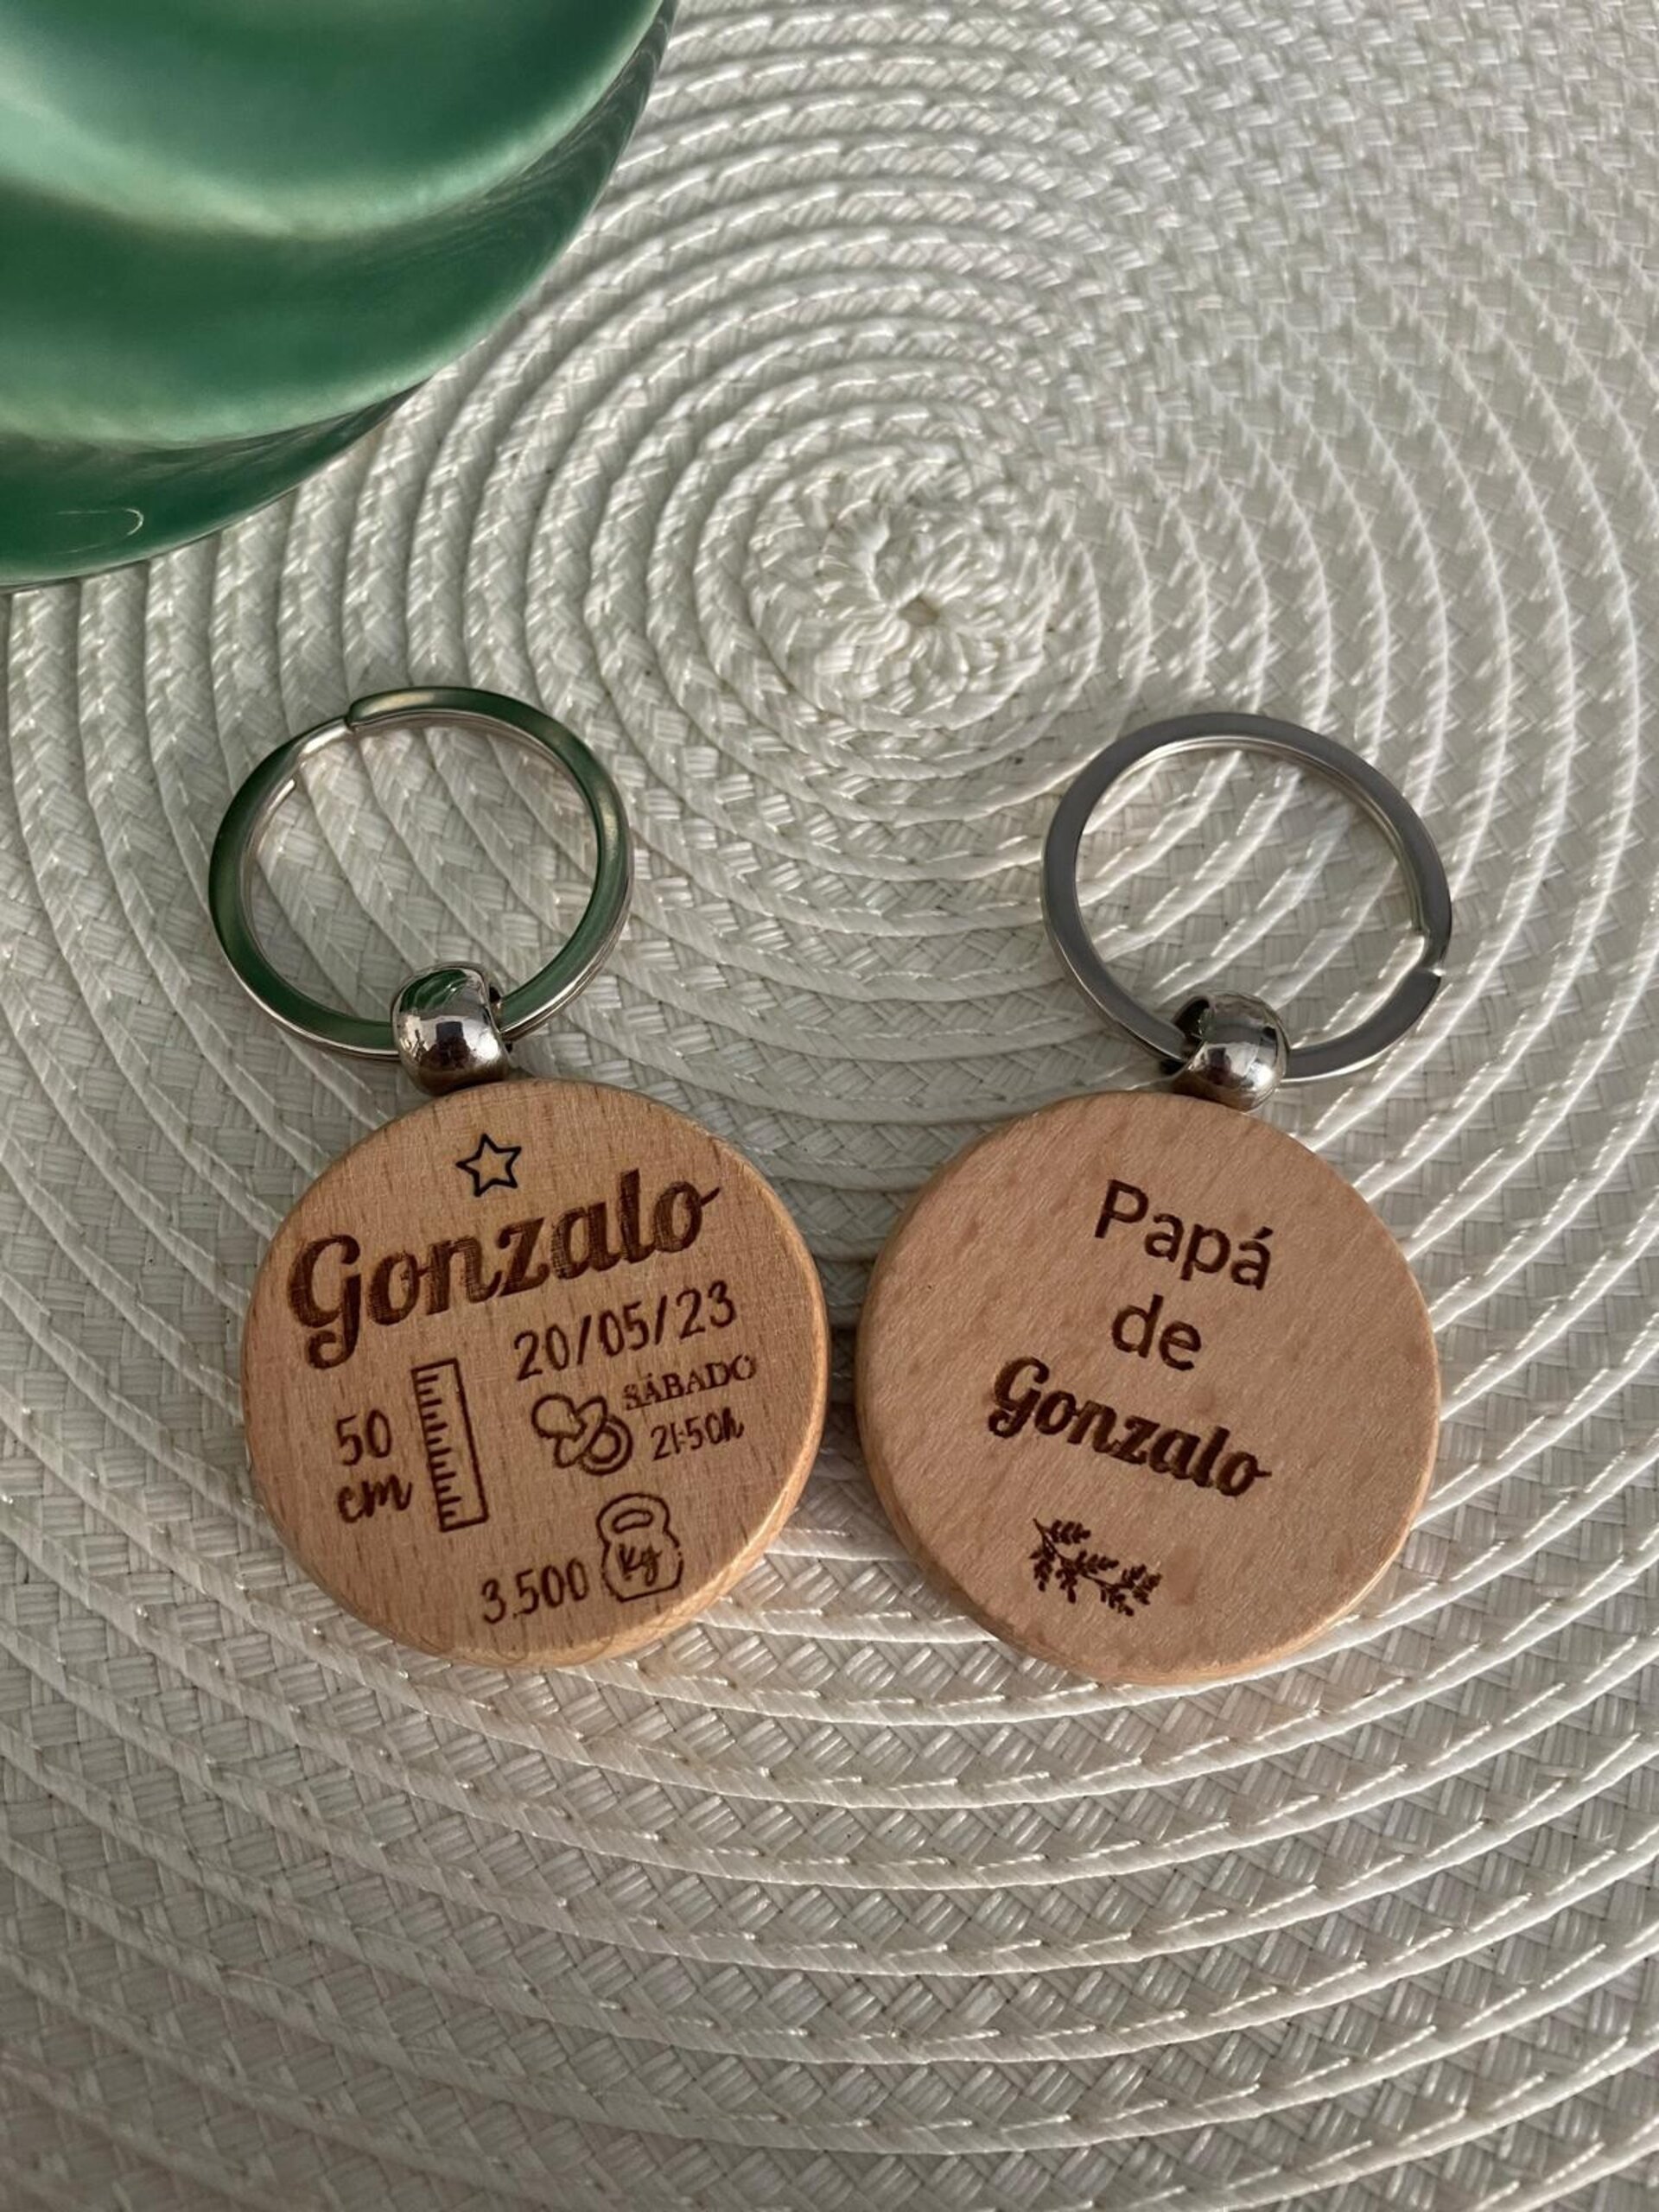 Gonzalo
20/05/23
SÁBADO
21:50h
50
cm
3.500 Kg
Papá
de
Gonzalo